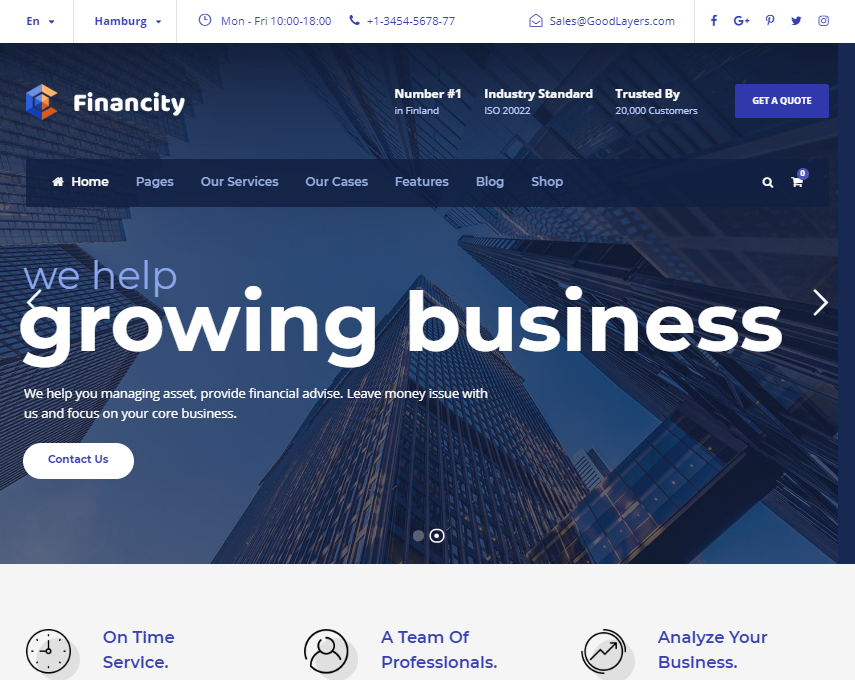 En
Hamburg
Mon - Fri 10:00-18:00
+1-3454-5678-77
Sales@GoodLayers.com
Financity
Number #1
in Finland
Industry Standard
ISO 20022
Trusted By
20,000 Customers
GET A QUOTE
Home Pages Our Services Our Cases Features Blog Shop
0
we help
growing business
We help you managing asset, provide financial advise. Leave money issue with
us and focus on your core business.
Contact Us
On Time
Service.
A Team Of
Professionals.
Analyze Your
Business.